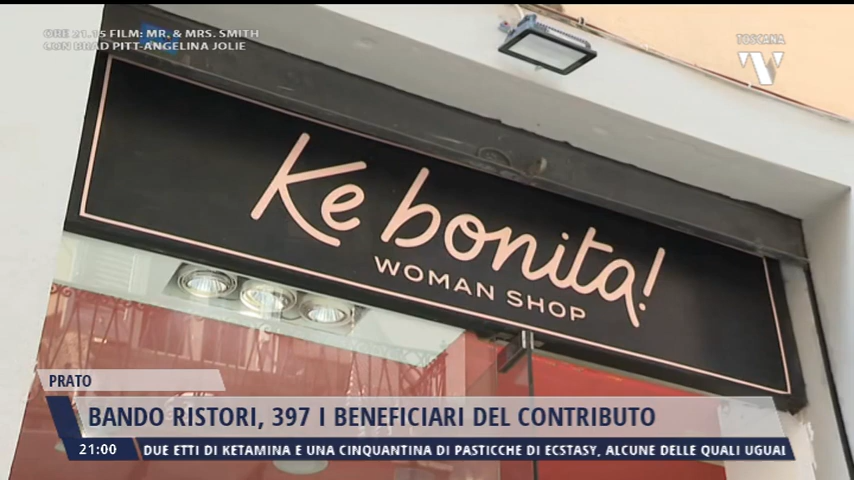 ORE 21.15 FILM: MR. & MRS. SMITH
CON BRAD PITT-ANGELINA JOLIE
TOSCANA
TV
Ke bonita!
WOMAN SHOP
PRATO
BANDO RISTORI, 397 I BENEFICIARI DEL CONTRIBUTO
21:00 DUE ETTI DI KETAMINA E UNA CINQUANTINA DI PASTICCHE DI ECSTASY, ALCUNE DELLE QUALI UGUAI